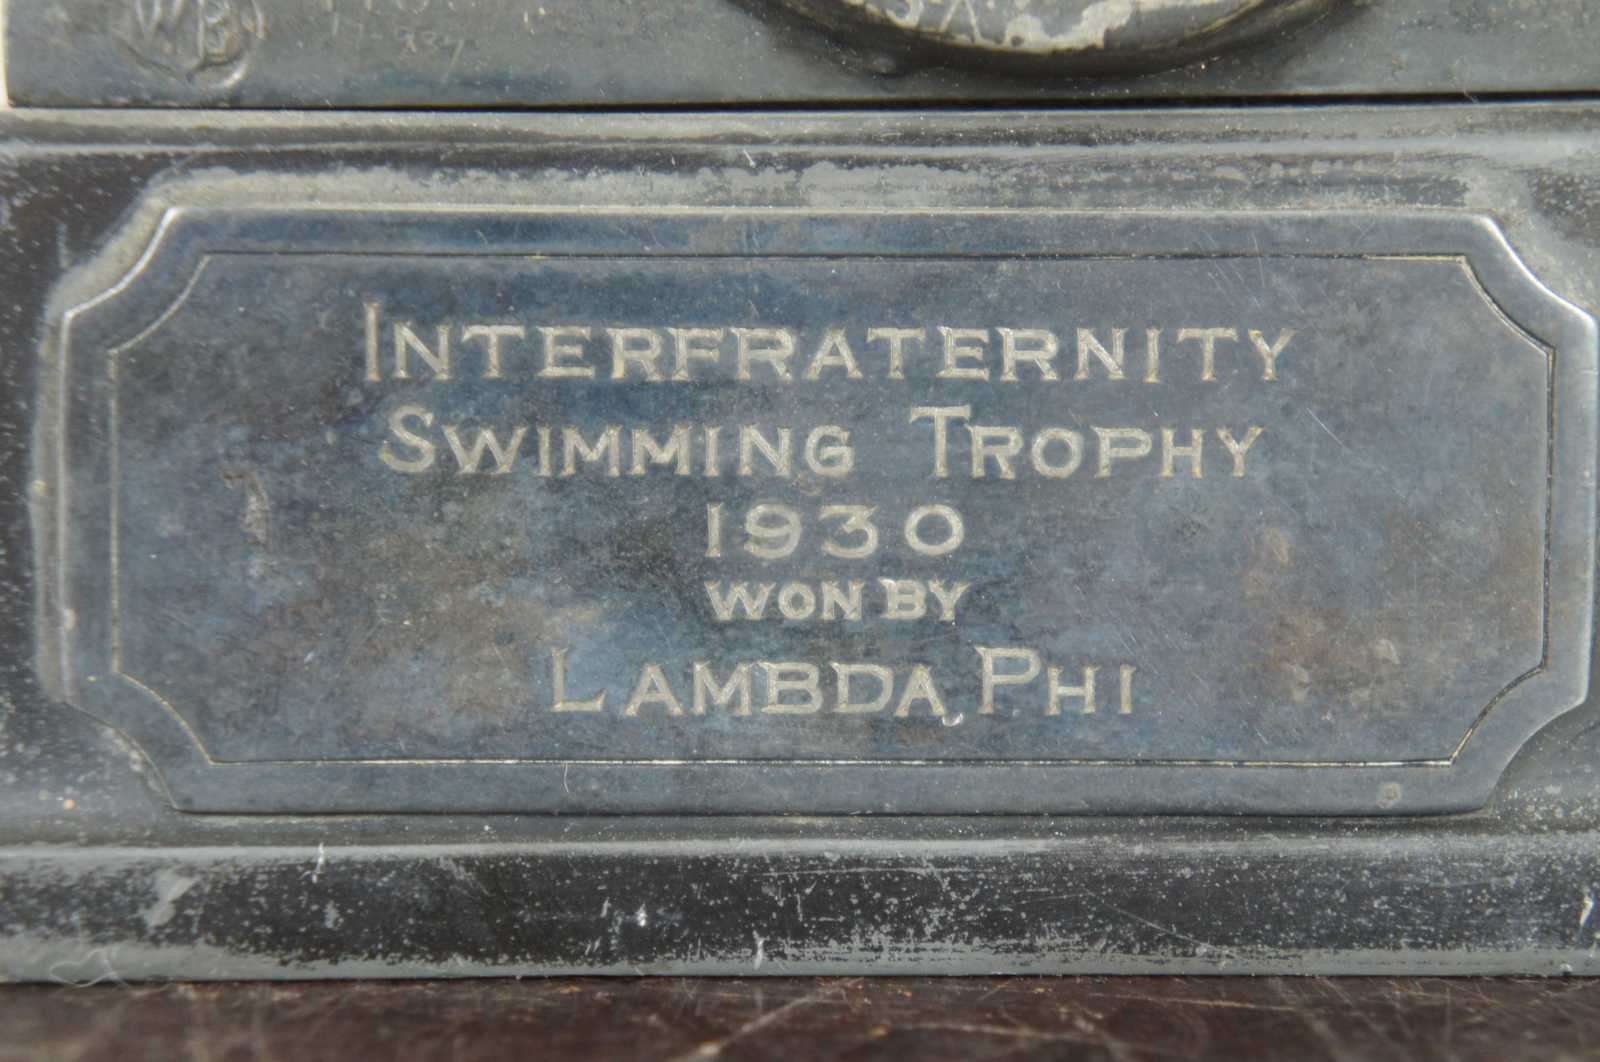 W.B
INTERFRATERNITY
SWIMMING TROPHY
1930
WON BY
LAMBDA PHI